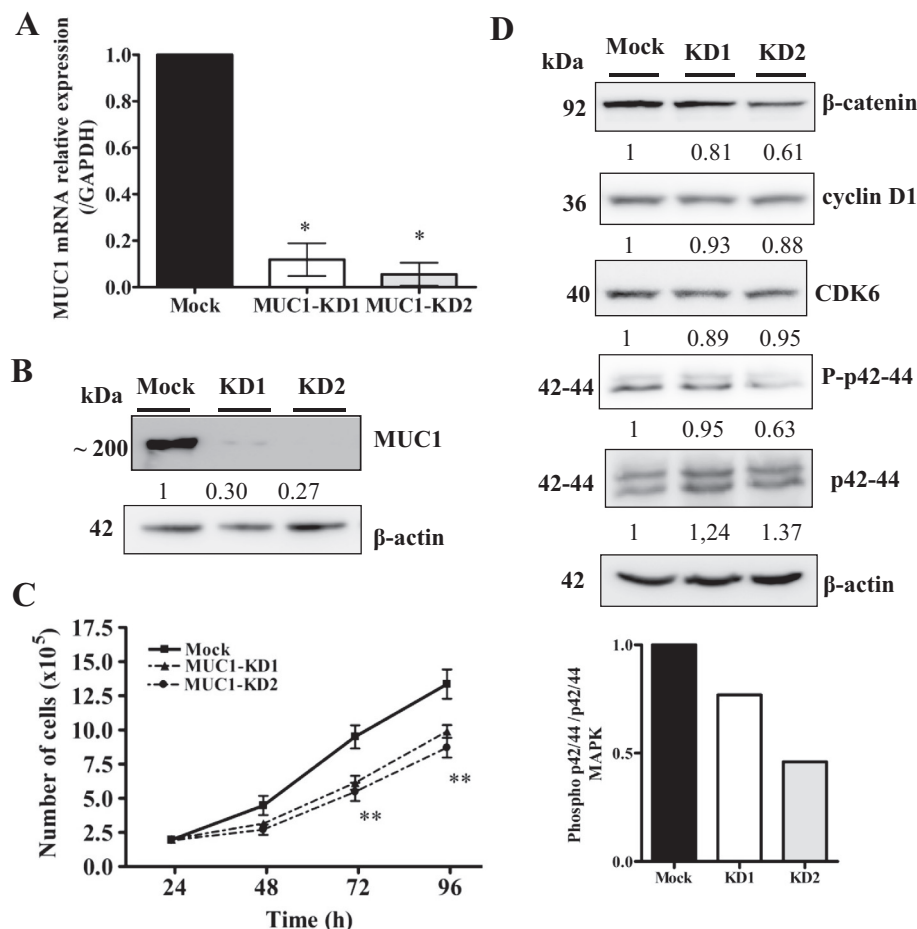 A
MUC1 mRNA relative expression
(/GAPDH)
1.0
0.8
0.6
0.4
0.2
0.0
*
*
Mock
MUC1-KD1
MUC1-KD2
B
kDa
Mock
KD1
KD2
~ 200
MUC1
1
0.30
0.27
42
β-actin
C
Number of cells (x10⁵)
17.5
15.0
12.5
10.0
7.5
5.0
2.5
0.0
Mock
MUC1-KD1
MUC1-KD2
**
**
24
48
72
96
Time (h)
D
kDa
Mock
KD1
KD2
92
β-catenin
1
0.81
0.61
36
cyclin D1
1
0.93
0.88
40
CDK6
1
0.89
0.95
42-44
P-p42-44
1
0.95
0.63
42-44
p42-44
1
1,24
1.37
42
β-actin
Phospho p42/44 /p42/44
MAPK
1.0
0.5
0.0
Mock
KD1
KD2